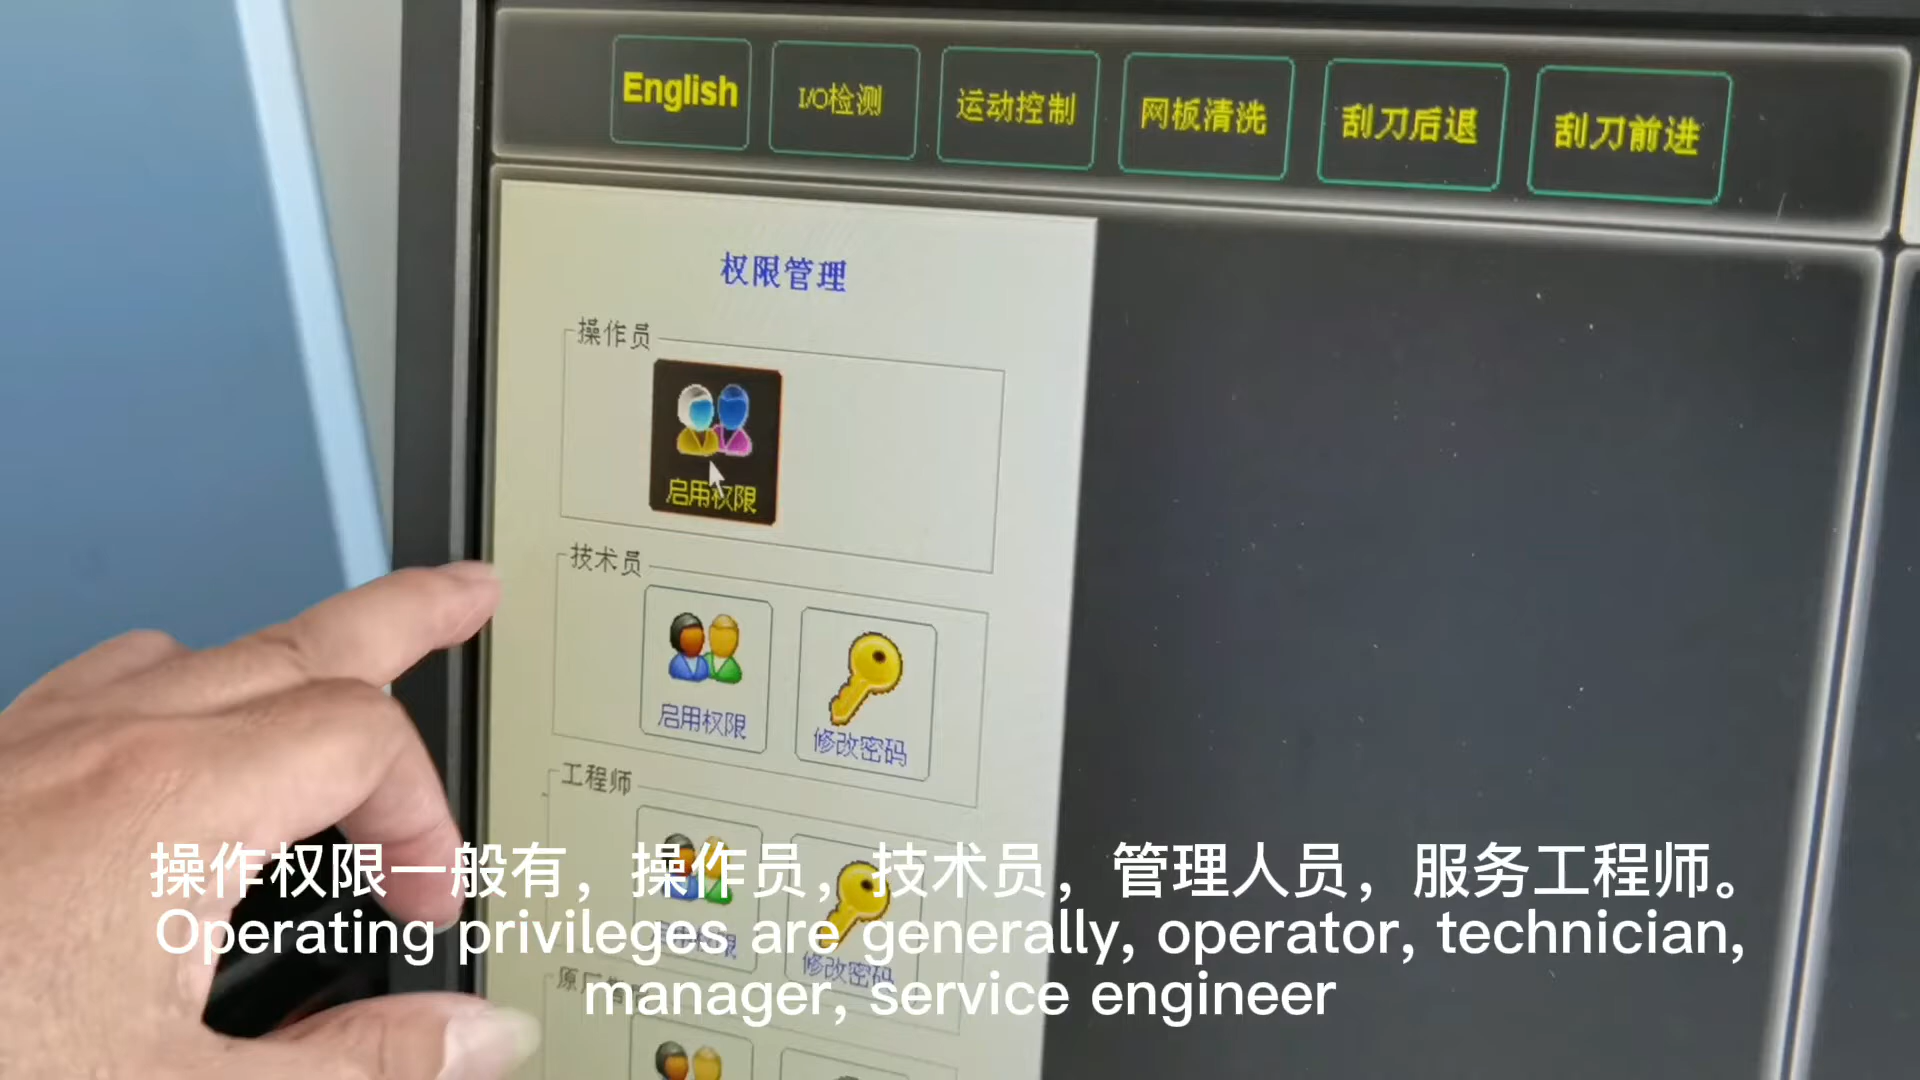 English
I/O检测
运动控制
网板清洗
刮刀后退
刮刀前进
权限管理
操作员
启用权限
技术员
启用权限
修改密码
工程师
修改密码
操作权限一般有，操作员，技术员，管理人员，服务工程师。
Operating privileges are generally, operator, technician,
manager, service engineer